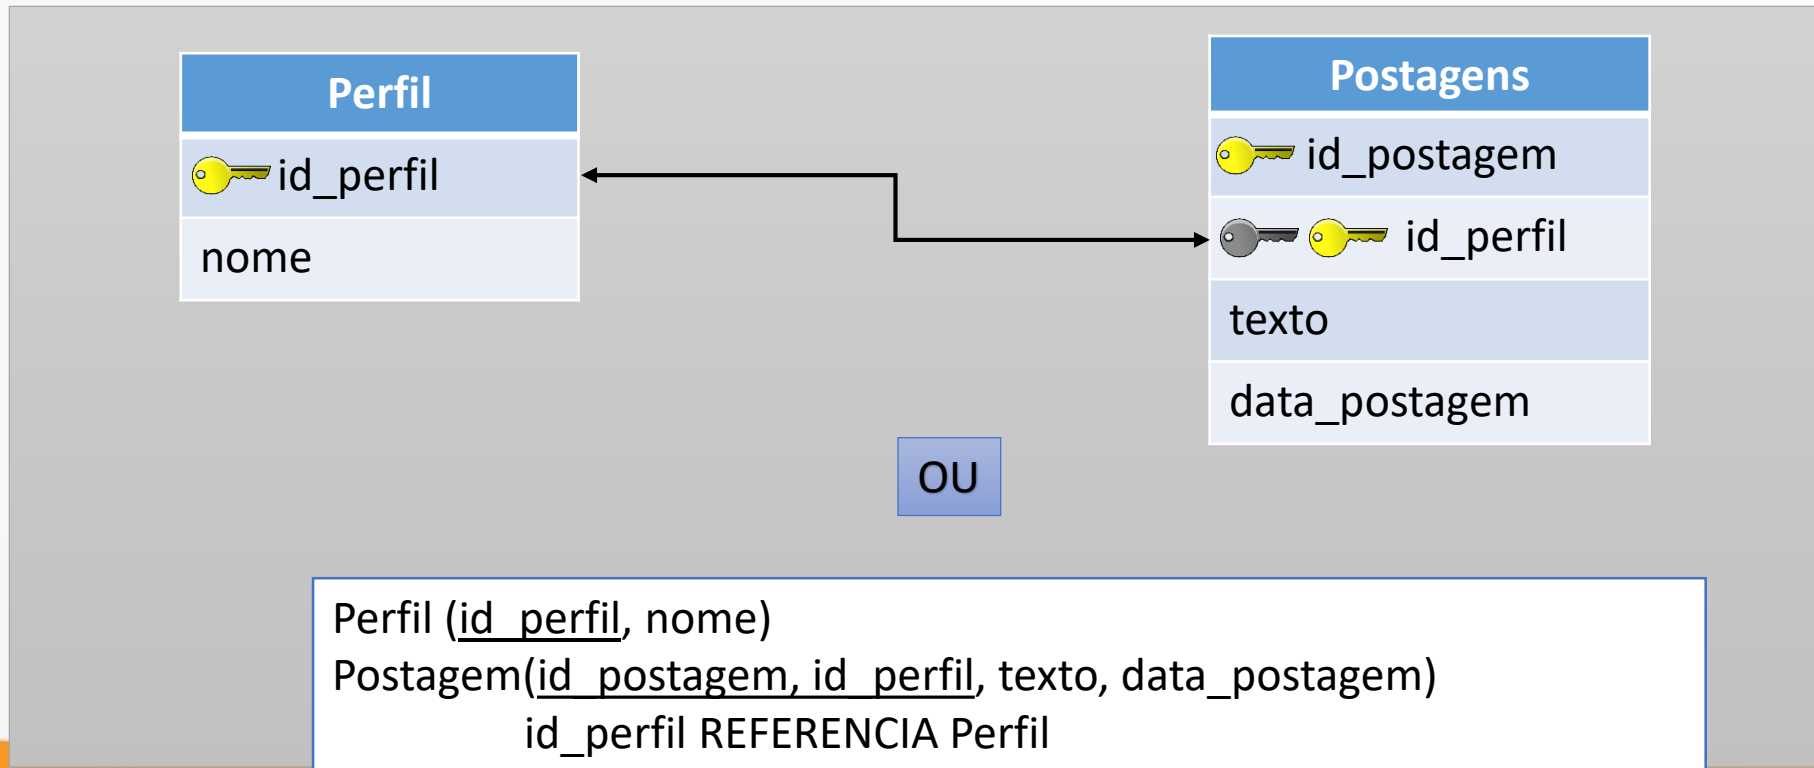 Perfil
id_perfil
nome
Postagens
id_postagem
id_perfil
texto
data_postagem
OU
Perfil (id_perfil, nome)
Postagem(id_postagem, id_perfil, texto, data_postagem)
id_perfil REFERENCIA Perfil